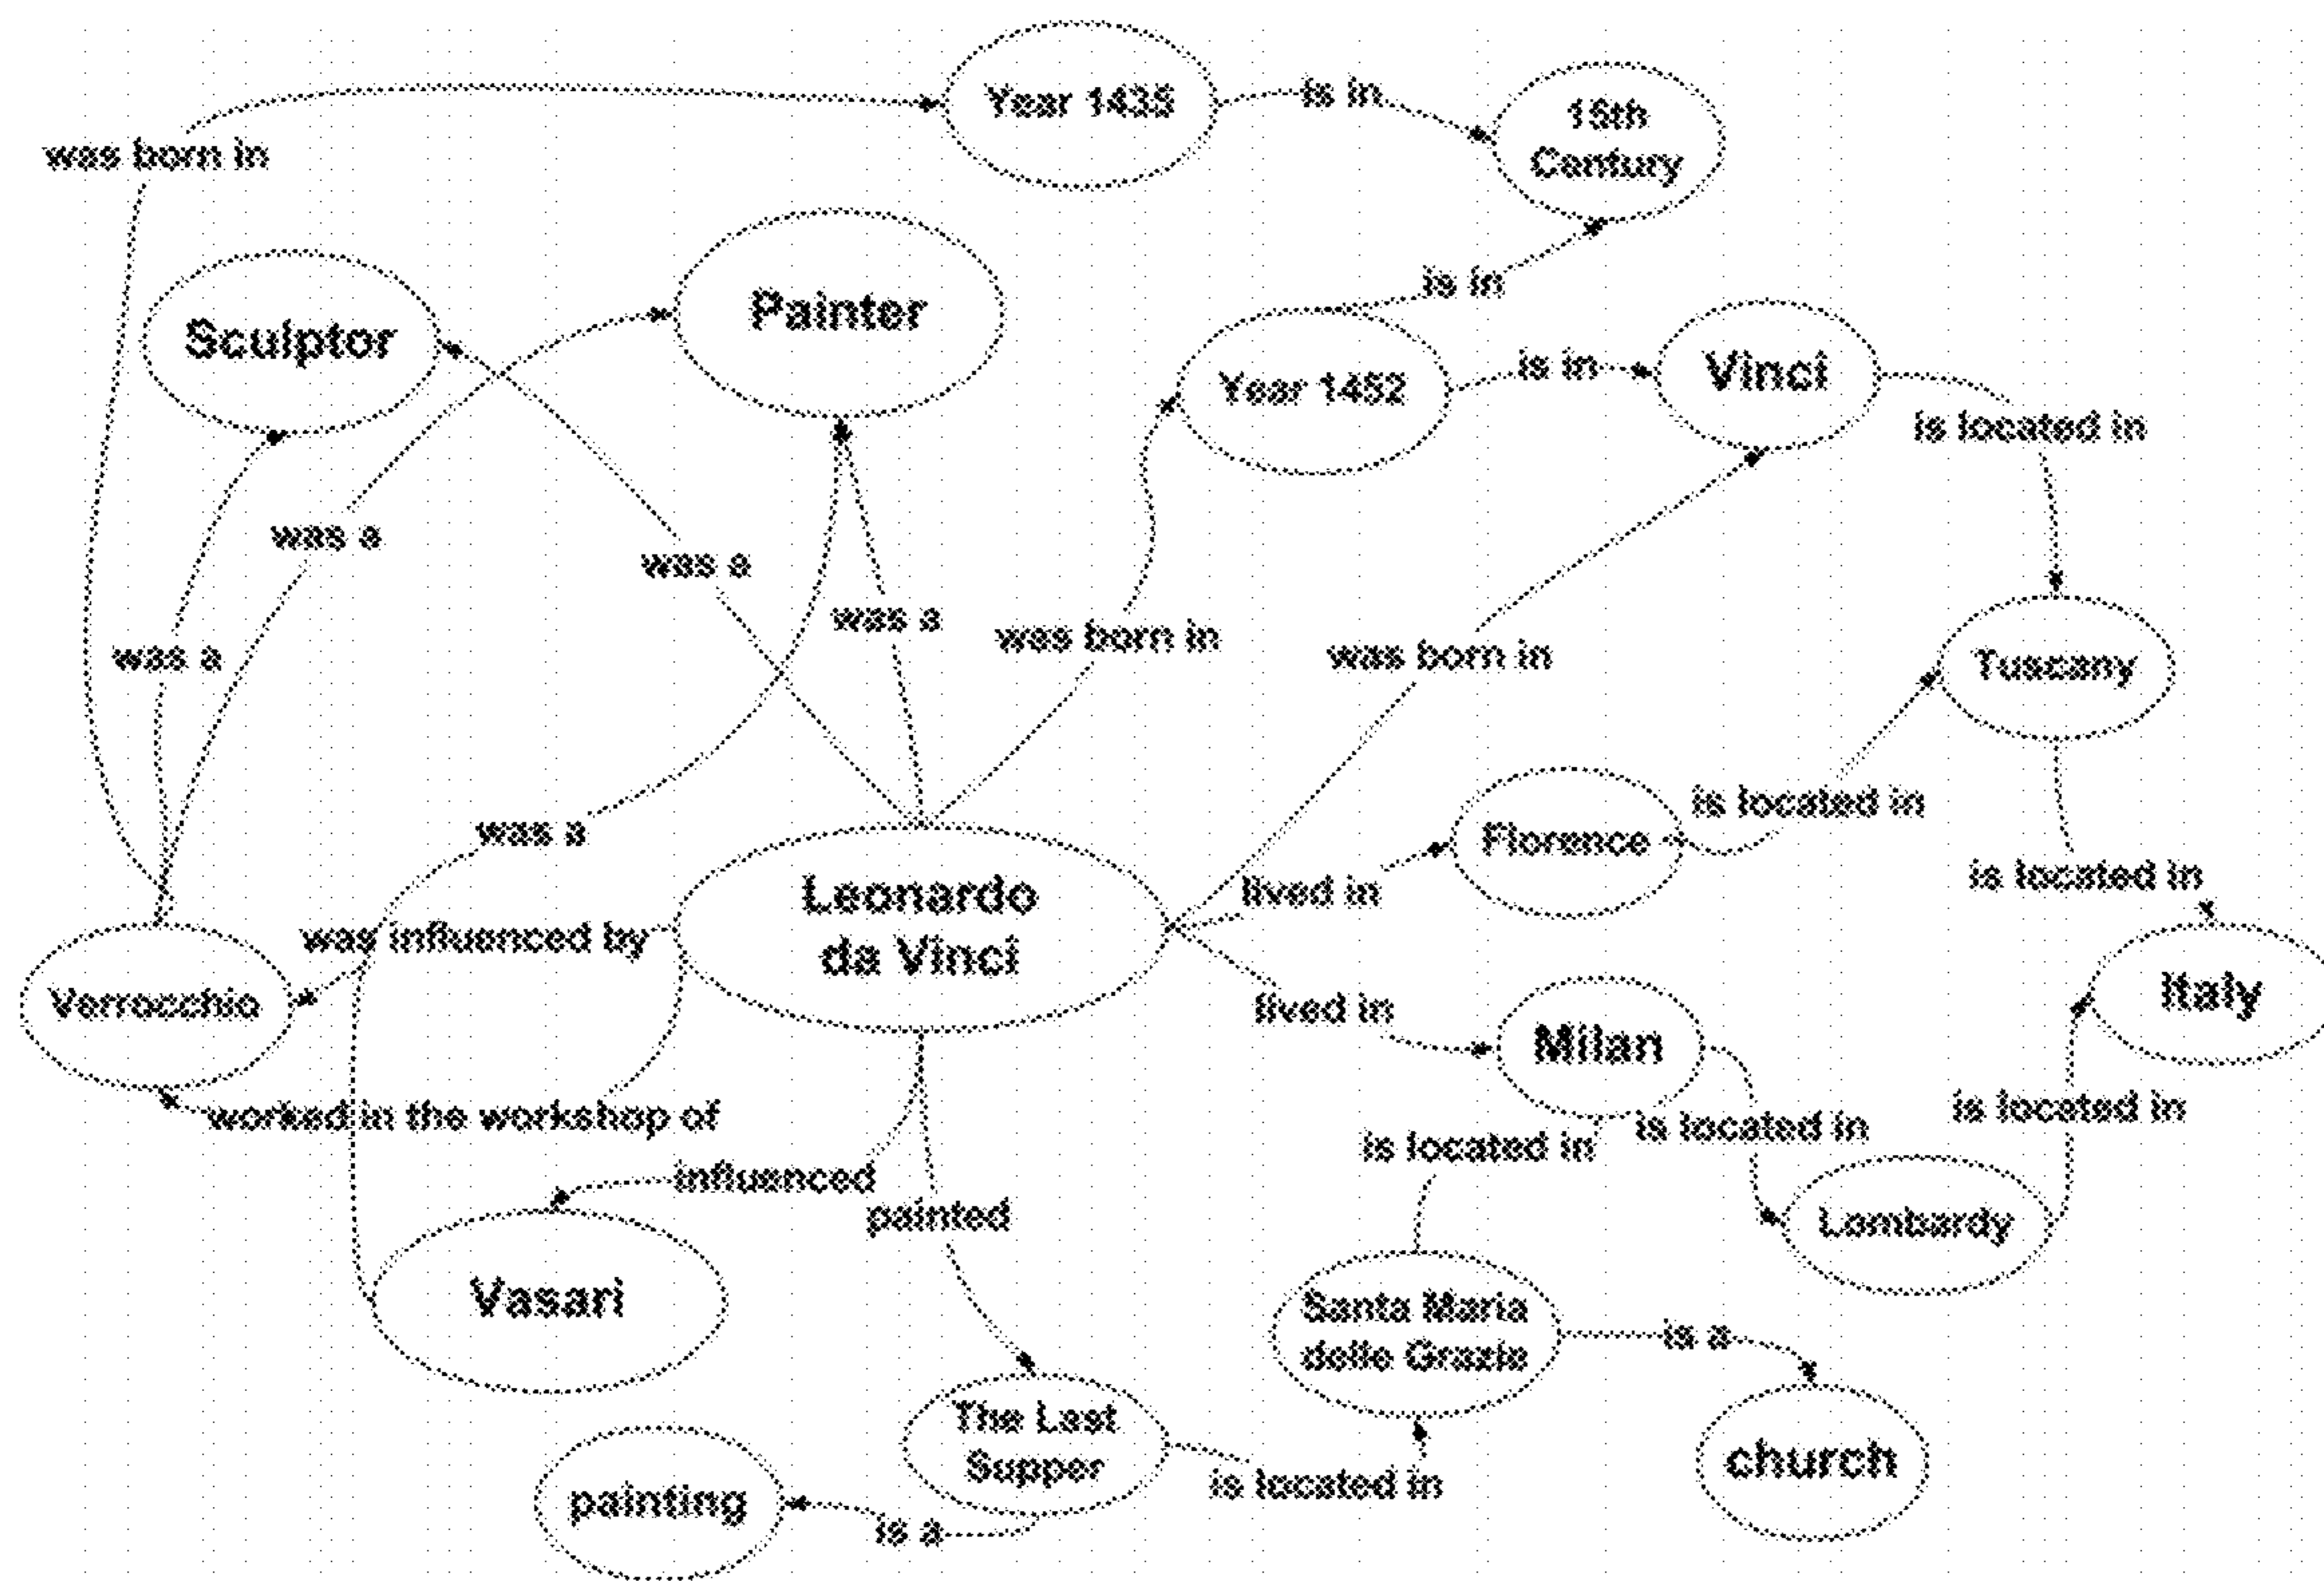 Year 1435
is in
15th
Century
was born in
Sculptor
Painter
is in
Year 1452
is in
Vinci
is located in
was a
was a
was a
was a
was born in
was born in
Tuscany
is located in
Florence
was a
Leonardo
da Vinci
lived in
is located in
was influenced by
Verrocchio
lived in
Milan
Italy
worked in the workshop of
is located in
is located in
is located in
influenced
painted
Lombardy
Vasari
Santa Maria
delle Grazie
is a
The Last
Supper
is located in
church
painting
is a